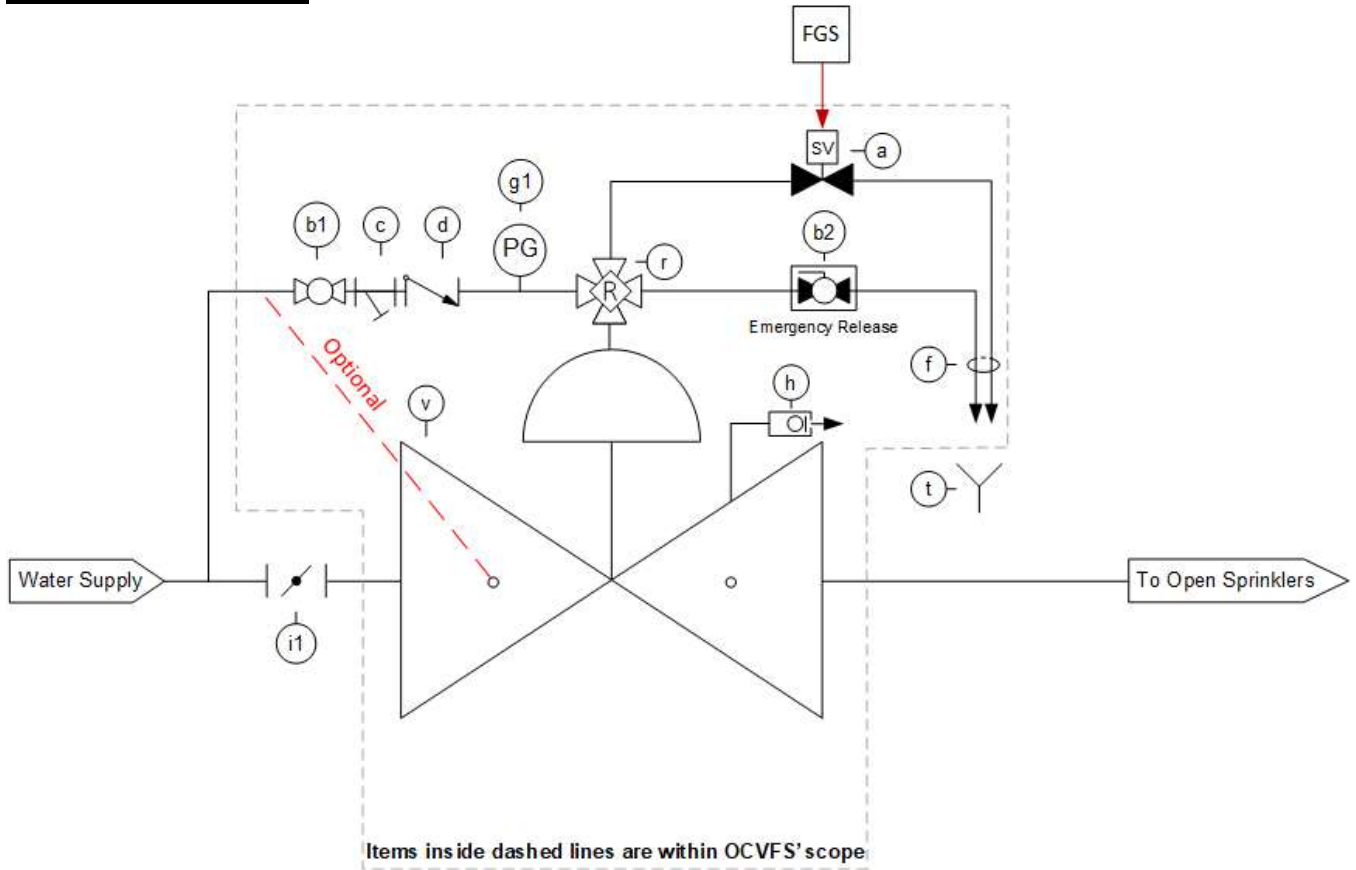 FGS
SV
a
g1
b1
c
d
PG
b2
R
r
Emergency Release
Optional
f
h
v
t
Water Supply
To Open Sprinklers
i1
Items inside dashed lines are within OCVFS' scope